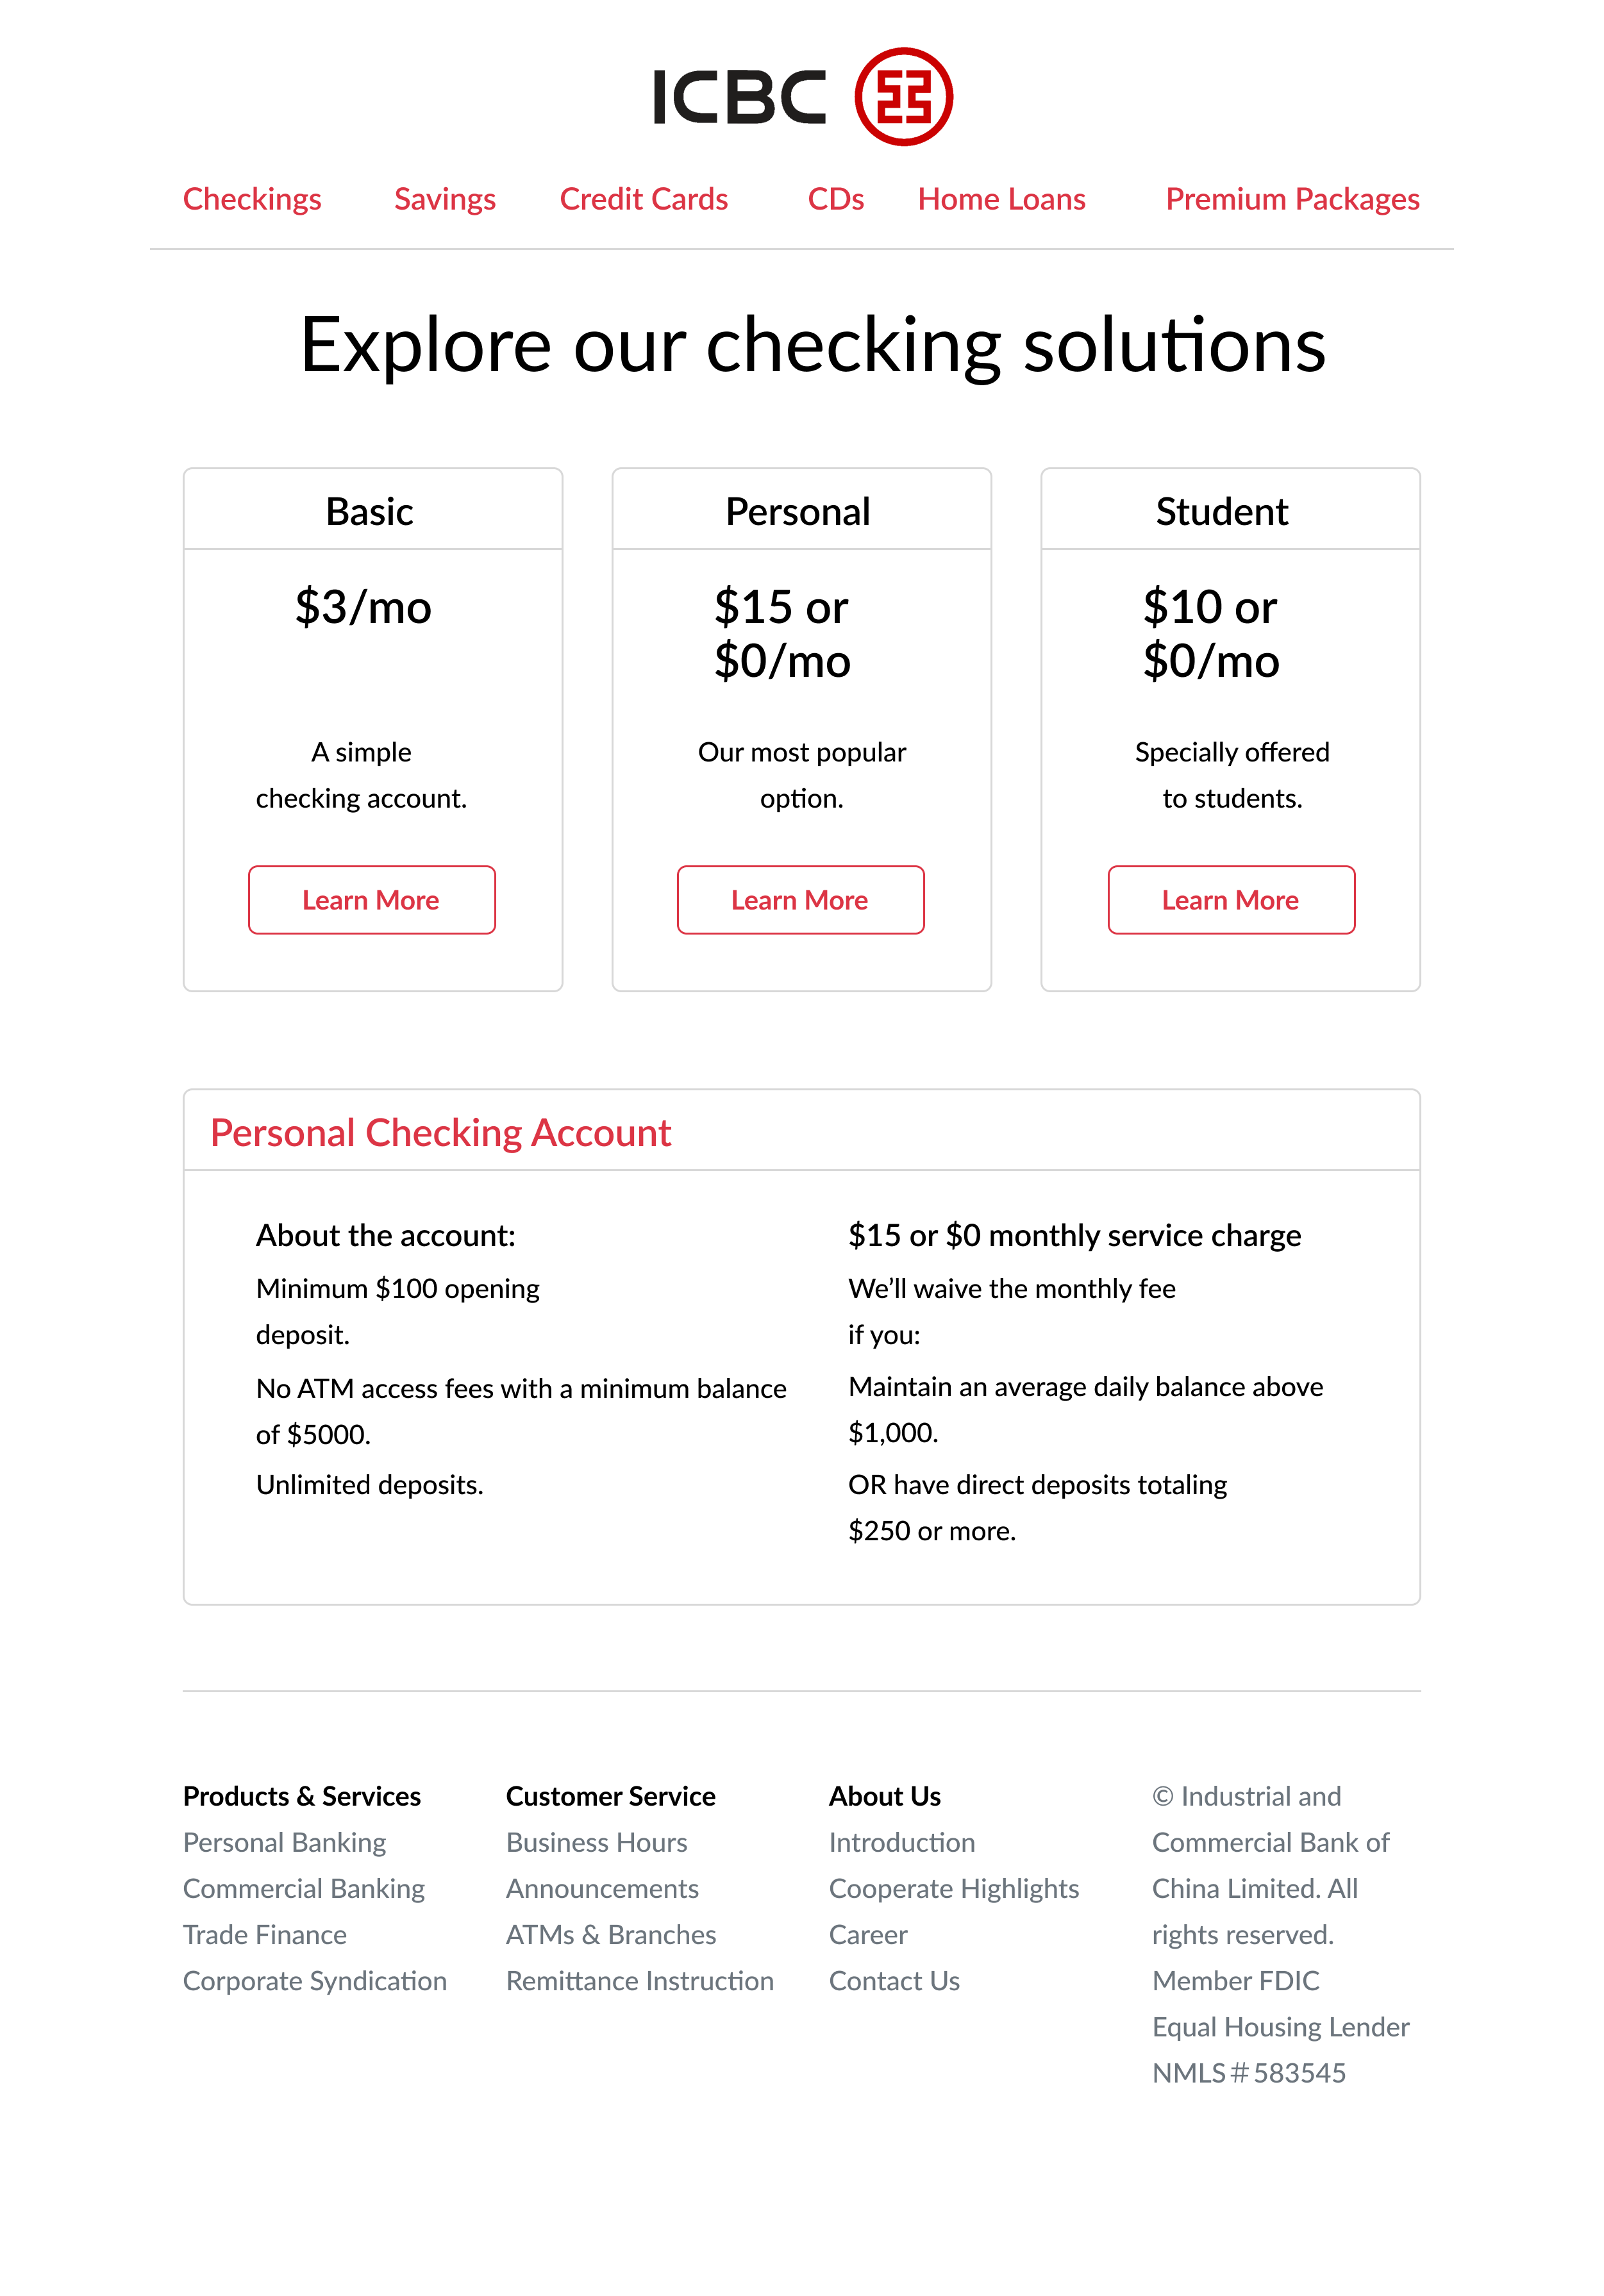 ICBC
Checkings Savings Credit Cards CDs Home Loans Premium Packages
Explore our checking solutions
Basic
$3/mo
A simple
checking account.
Learn More
Personal
$15 or
$0/mo
Our most popular
option.
Learn More
Student
$10 or
$0/mo
Specially offered
to students.
Learn More
Personal Checking Account
About the account:
Minimum $100 opening
deposit.
No ATM access fees with a minimum balance
of $5000.
Unlimited deposits.
$15 or $0 monthly service charge
We’ll waive the monthly fee
if you:
Maintain an average daily balance above
$1,000.
OR have direct deposits totaling
$250 or more.
Products & Services
Personal Banking
Commercial Banking
Trade Finance
Corporate Syndication
Customer Service
Business Hours
Announcements
ATMs & Branches
Remittance Instruction
About Us
Introduction
Cooperate Highlights
Career
Contact Us
© Industrial and
Commercial Bank of
China Limited. All
rights reserved.
Member FDIC
Equal Housing Lender
NMLS#583545